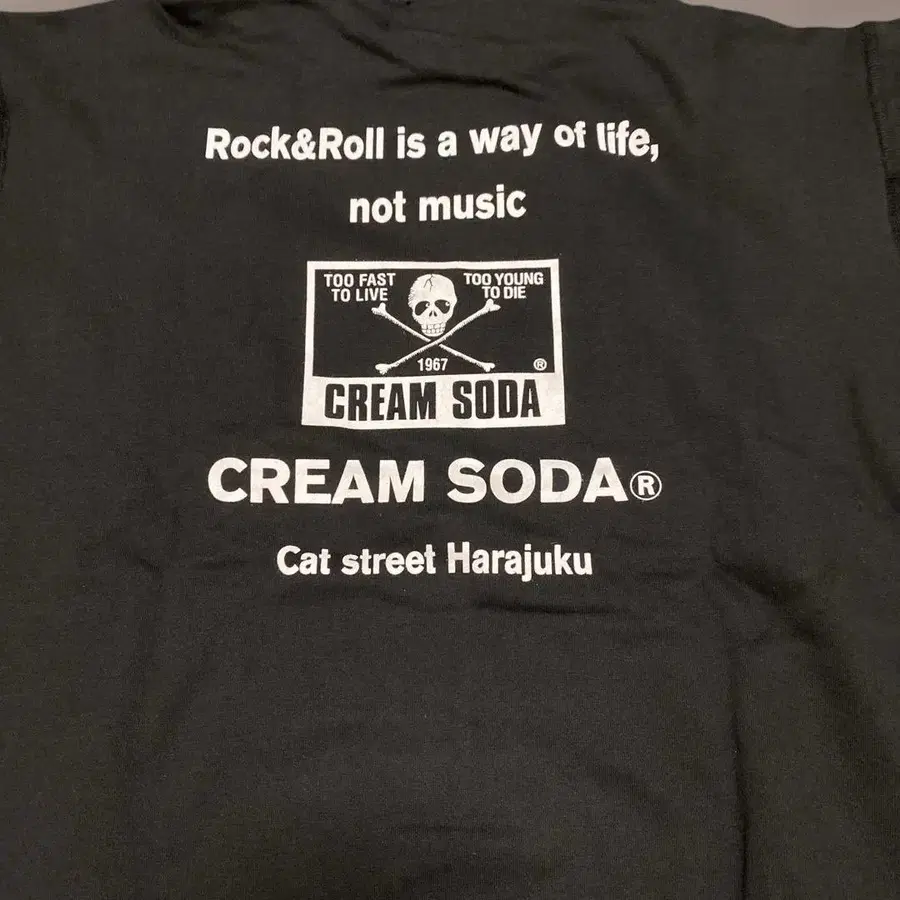 Rock&Roll is a way of life,
not music
TOO FAST
TO LIVE
TOO YOUNG
TO DIE
1967
®
CREAM SODA
CREAM SODA®
Cat street Harajuku